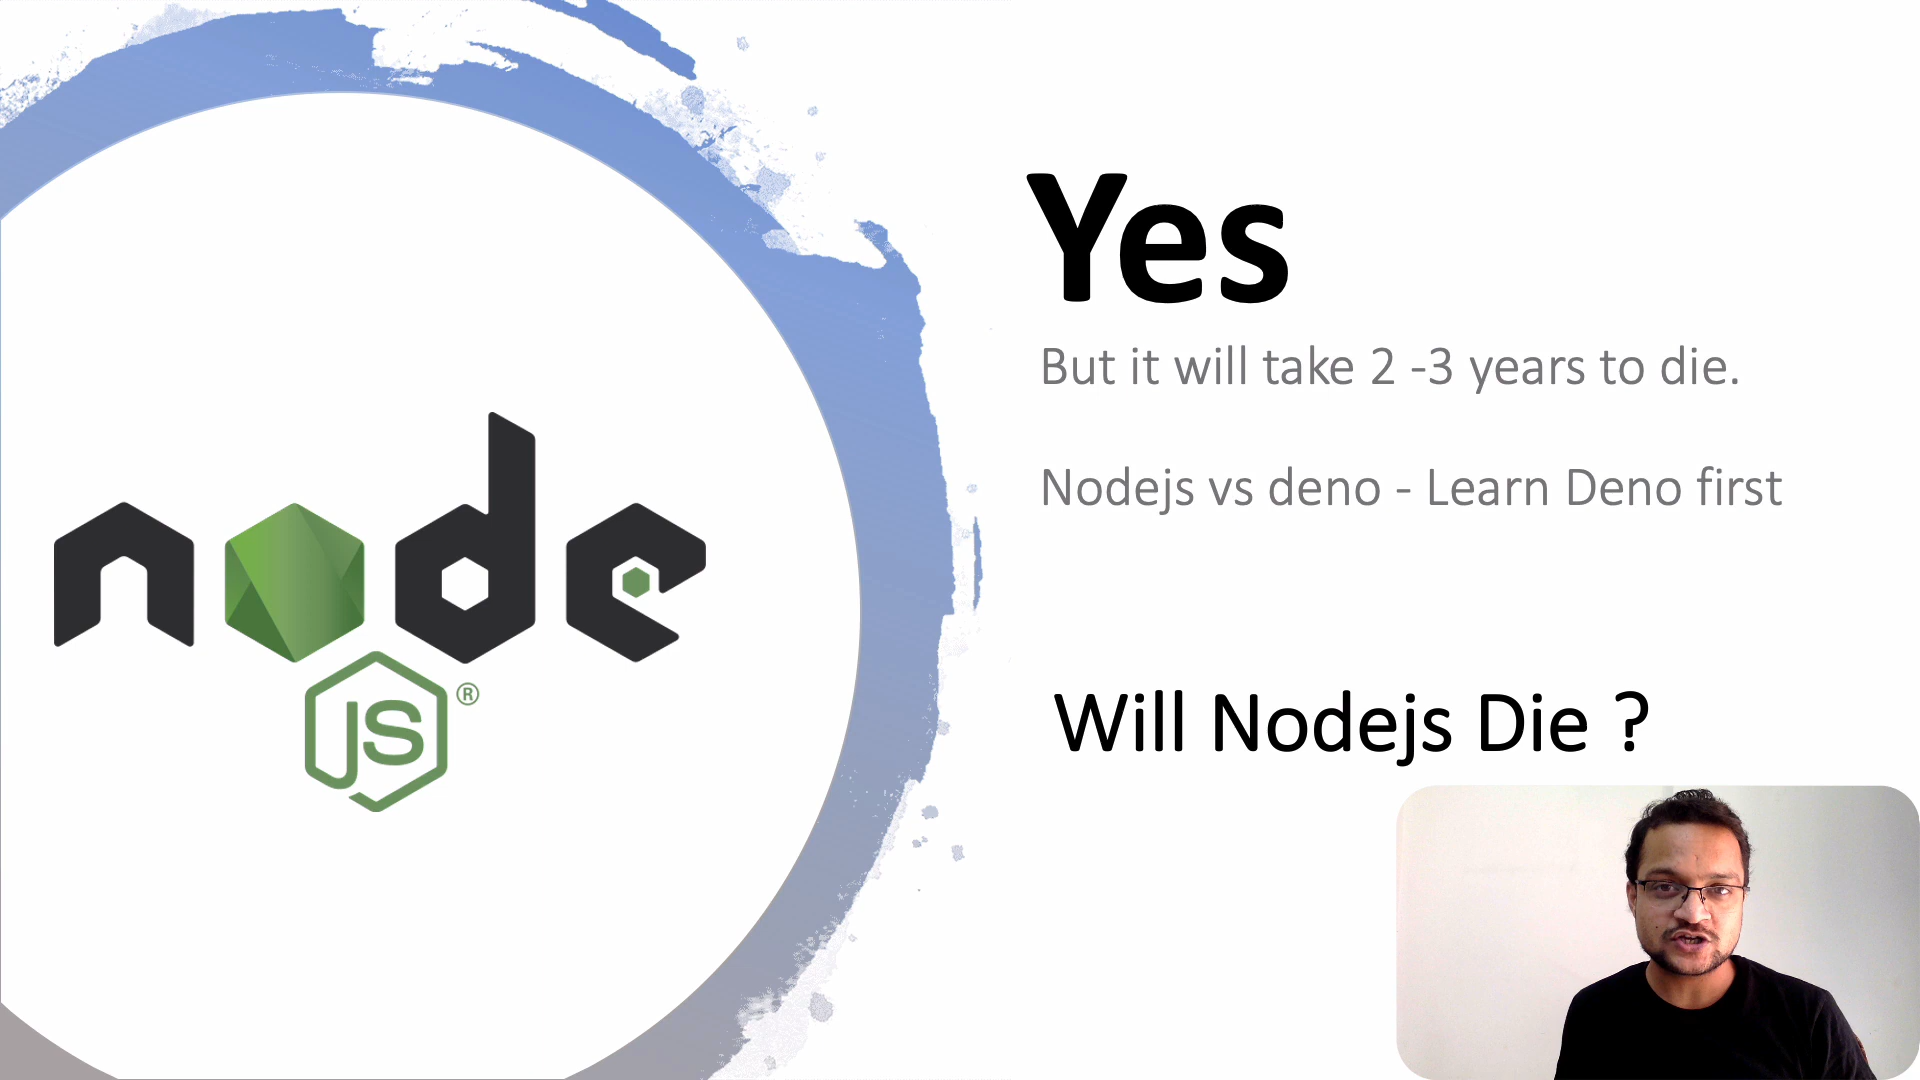 Yes
But it will take 2 -3 years to die.
Nodejs vs deno - Learn Deno first
node
JS®
Will Nodejs Die ?